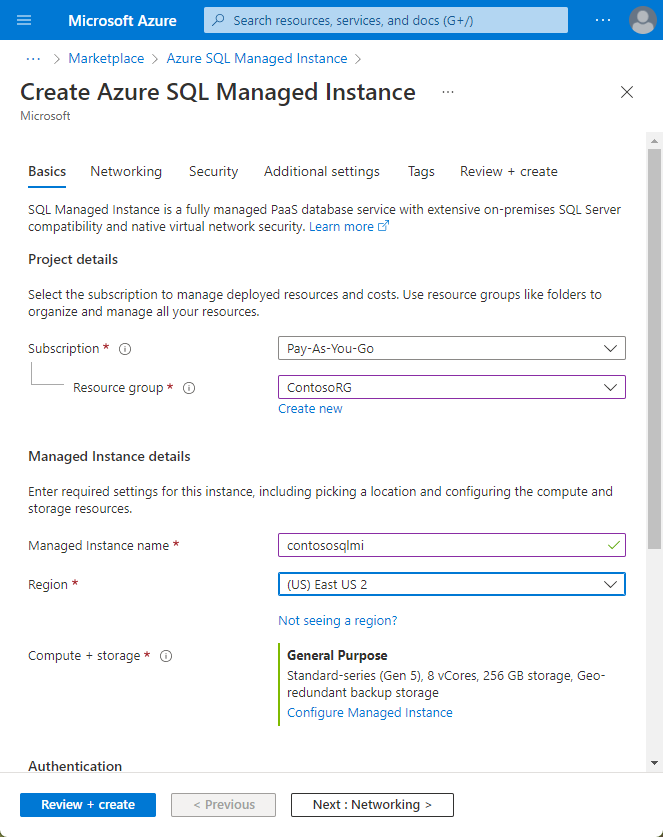 Microsoft Azure
Search resources, services, and docs (G+/)
...
... > Marketplace > Azure SQL Managed Instance >
Create Azure SQL Managed Instance ...
Microsoft
Basics Networking Security Additional settings Tags Review + create
SQL Managed Instance is a fully managed PaaS database service with extensive on-premises SQL Server
compatibility and native virtual network security. Learn more
Project details
Select the subscription to manage deployed resources and costs. Use resource groups like folders to
organize and manage all your resources.
Subscription *
Pay-As-You-Go
Resource group *
ContosoRG
Create new
Managed Instance details
Enter required settings for this instance, including picking a location and configuring the compute and
storage resources.
Managed Instance name *
contososqlmi
Region *
(US) East US 2
Not seeing a region?
Compute + storage *
General Purpose
Standard-series (Gen 5), 8 vCores, 256 GB storage, Geo-
redundant backup storage
Configure Managed Instance
Authentication
Review + create
< Previous
Next : Networking >